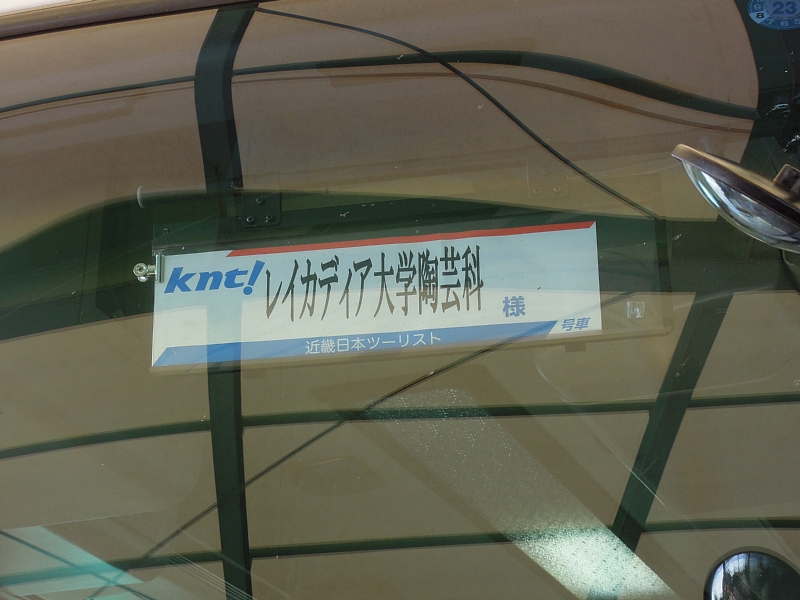 23
knt! レイカディア大学陶芸科 様
号車
近畿日本ツーリスト